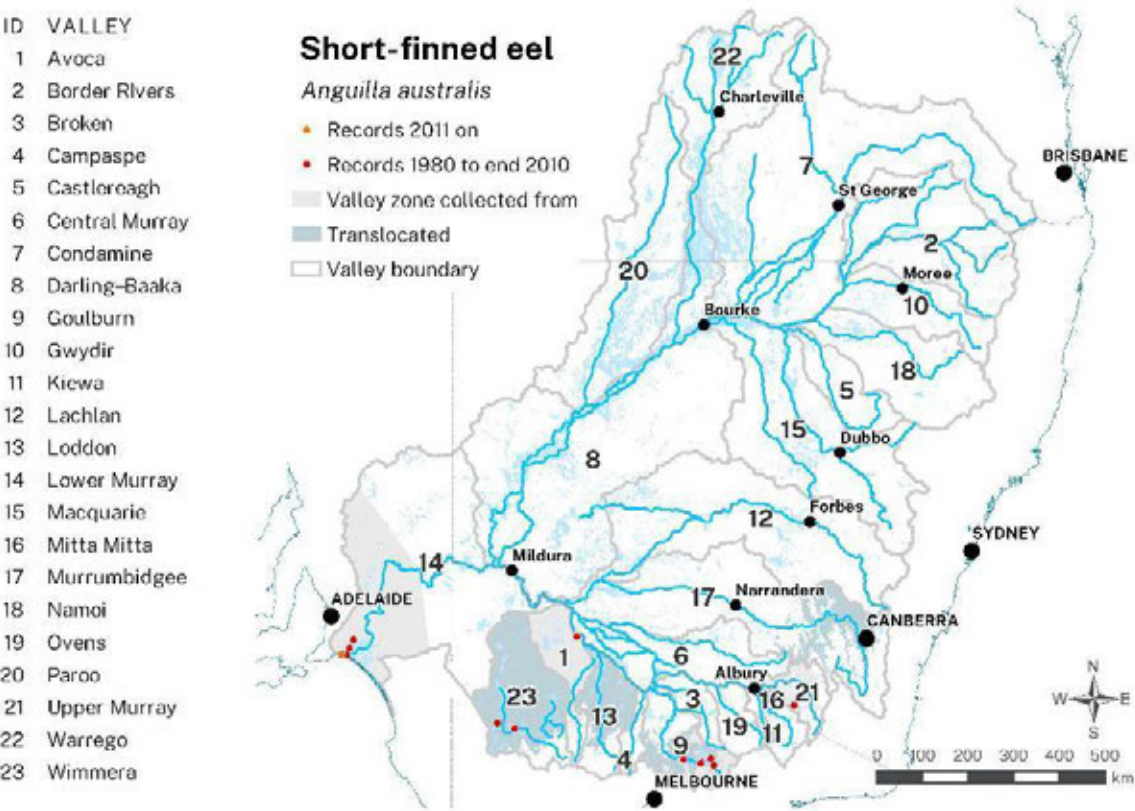 ID VALLEY
1 Avoca
2 Border RIvers
3 Broken
4 Campaspe
5 Castlereagh
6 Central Murray
7 Condamine
8 Darling–Baaka
9 Goulburn
10 Gwydir
11 Kiewa
12 Lachlan
13 Loddon
14 Lower Murray
15 Macquarie
16 Mitta Mitta
17 Murrumbidgee
18 Namoi
19 Ovens
20 Paroo
21 Upper Murray
22 Warrego
23 Wimmera
Short-finned eel
Anguilla australis
Records 2011 on
Records 1980 to end 2010
Valley zone collected from
Translocated
Valley boundary
22
Charleville
BRISBANE
7
St George
2
20
Moree
10
Bourke
18
5
15
Dubbo
8
Forbes
12
SYDNEY
Mildura
14
Narrandera
17
ADELAIDE
CANBERRA
1
6
Albury
23
3
16
21
13
19
11
9
4
MELBOURNE
N
W E
S
0 100 200 300 400 500
km